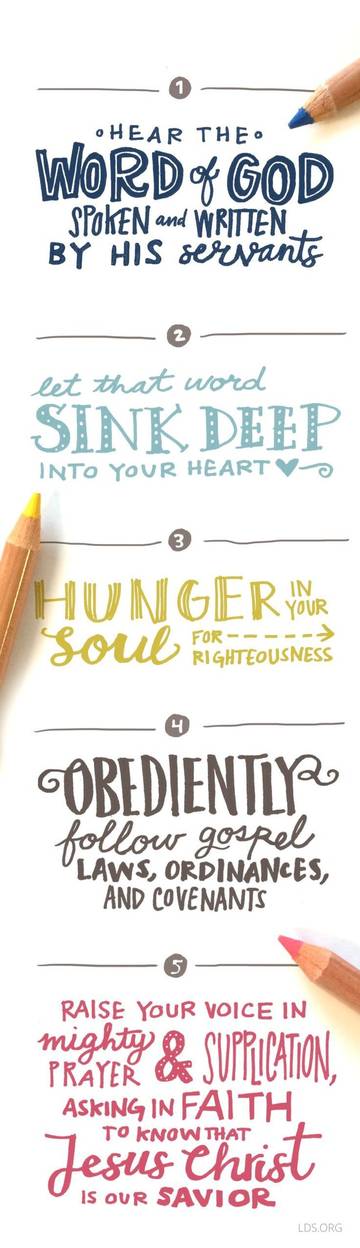 1
HEAR THE
WORD of GOD
SPOKEN and WRITTEN
BY HIS servants
2
let that word
SINK DEEP
INTO YOUR HEART
3
HUNGER IN YOUR
soul FOR
RIGHTEOUSNESS
4
OBEDIENTLY
follow gospel
LAWS, ORDINANCES,
AND COVENANTS
5
RAISE YOUR VOICE IN
mighty
PRAYER & SUPPLICATION,
ASKING IN FAITH
TO KNOW THAT
Jesus Christ
IS OUR SAVIOR
LDS.ORG